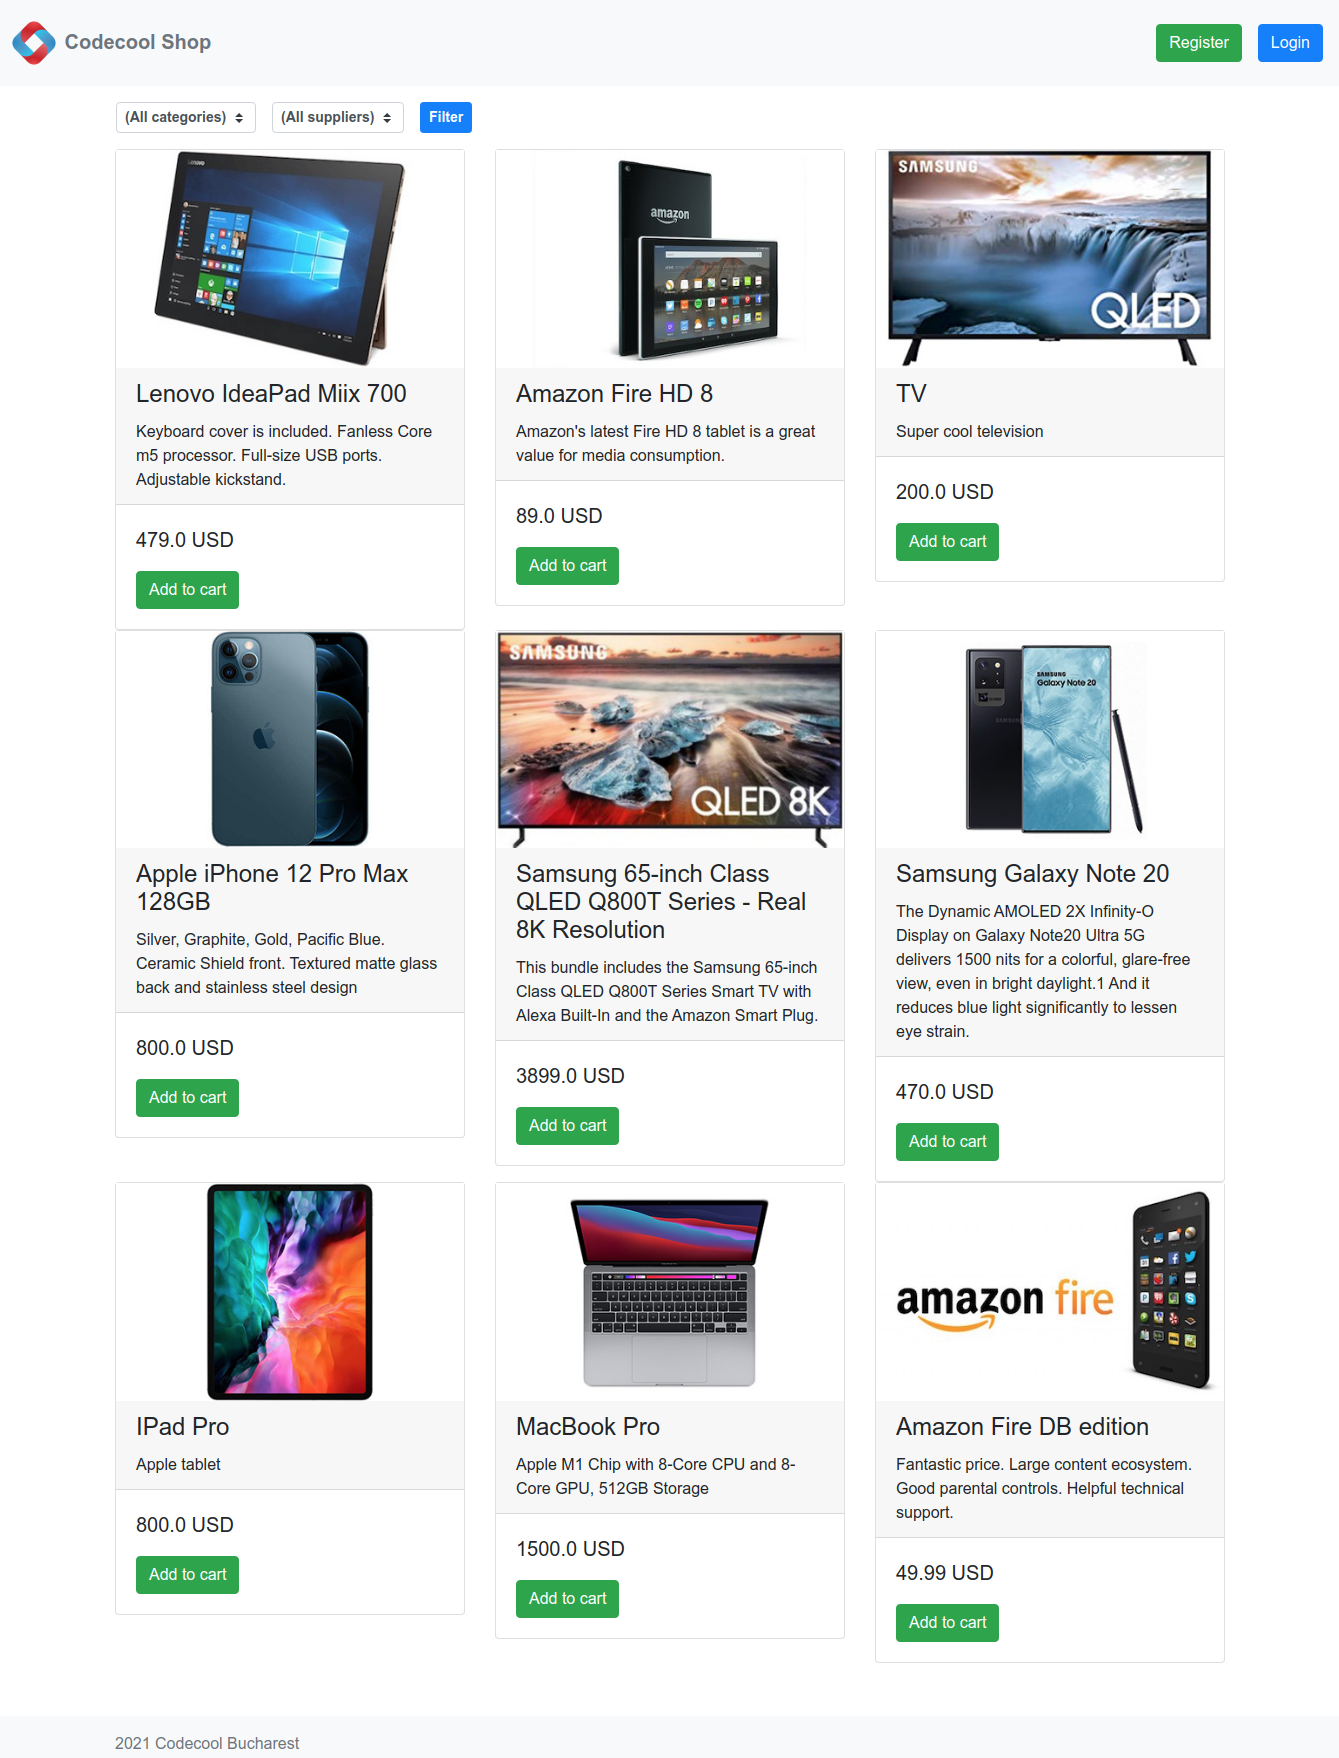 Codecool Shop
Register
Login
(All categories)
(All suppliers)
Filter
Lenovo
amazon
SAMSUNG
QLED
Lenovo IdeaPad Miix 700
Keyboard cover is included. Fanless Core
m5 processor. Full-size USB ports.
Adjustable kickstand.
479.0 USD
Add to cart
Amazon Fire HD 8
Amazon's latest Fire HD 8 tablet is a great
value for media consumption.
89.0 USD
Add to cart
TV
Super cool television
200.0 USD
Add to cart
SAMSUNG
QLED 8K
SAMSUNG
Galaxy Note 20
SAMSUNG
Apple iPhone 12 Pro Max
128GB
Silver, Graphite, Gold, Pacific Blue.
Ceramic Shield front. Textured matte glass
back and stainless steel design
800.0 USD
Add to cart
Samsung 65-inch Class
QLED Q800T Series - Real
8K Resolution
This bundle includes the Samsung 65-inch
Class QLED Q800T Series Smart TV with
Alexa Built-In and the Amazon Smart Plug.
3899.0 USD
Add to cart
Samsung Galaxy Note 20
The Dynamic AMOLED 2X Infinity-O
Display on Galaxy Note20 Ultra 5G
delivers 1500 nits for a colorful, glare-free
view, even in bright daylight.1 And it
reduces blue light significantly to lessen
eye strain.
470.0 USD
Add to cart
amazon fire
IPad Pro
Apple tablet
800.0 USD
Add to cart
MacBook Pro
Apple M1 Chip with 8-Core CPU and 8-
Core GPU, 512GB Storage
1500.0 USD
Add to cart
Amazon Fire DB edition
Fantastic price. Large content ecosystem.
Good parental controls. Helpful technical
support.
49.99 USD
Add to cart
2021 Codecool Bucharest